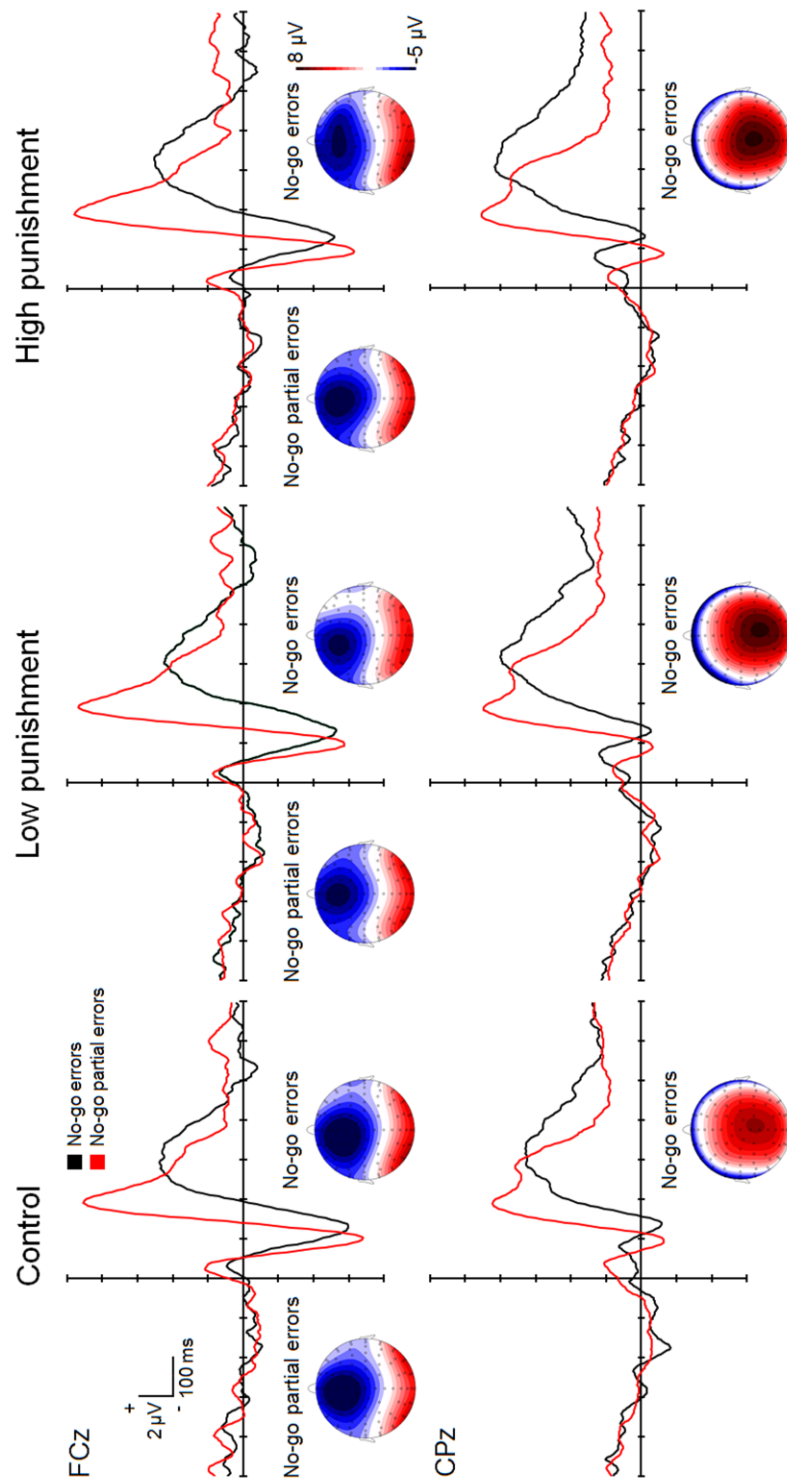 Control
Low punishment
High punishment
FCz
+
2 µV
- 100 ms
No-go errors
No-go partial errors
No-go partial errors
No-go errors
No-go partial errors
No-go errors
No-go partial errors
No-go errors
8 µV
-5 µV
CPz
No-go errors
No-go errors
No-go errors